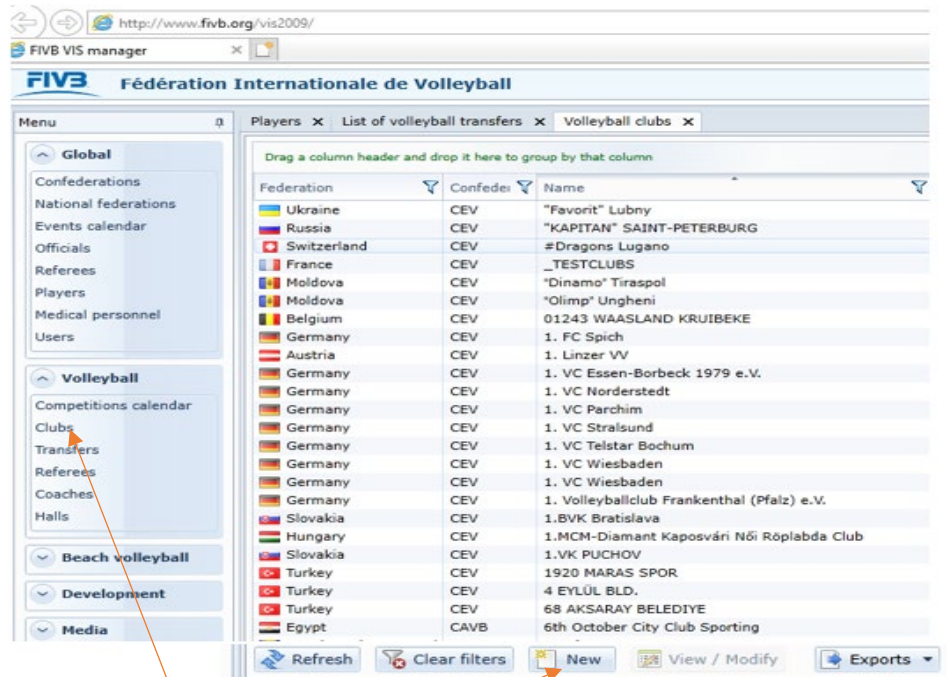 http://www.fivb.org/vis2009/
FIVB VIS manager
FIVB Fédération Internationale de Volleyball
Menu
Global
Confederations
National federations
Events calendar
Officials
Referees
Players
Medical personnel
Users
Volleyball
Competitions calendar
Clubs
Transfers
Referees
Coaches
Halls
Beach volleyball
Development
Media
Players List of volleyball transfers Volleyball clubs
Drag a column header and drop it here to group by that column
Federation Confeder Name
Ukraine CEV "Favorit" Lubny
Russia CEV "KAPITAN" SAINT-PETERBURG
Switzerland CEV #Dragons Lugano
France CEV _TESTCLUBS
Moldova CEV "Dinamo" Tiraspol
Moldova CEV "Olimp" Ungheni
Belgium CEV 01243 WAASLAND KRUIBEKE
Germany CEV 1. FC Spich
Austria CEV 1. Linzer VV
Germany CEV 1. VC Essen-Borbeck 1979 e.V.
Germany CEV 1. VC Norderstedt
Germany CEV 1. VC Parchim
Germany CEV 1. VC Stralsund
Germany CEV 1. VC Telstar Bochum
Germany CEV 1. VC Wiesbaden
Germany CEV 1. VC Wiesbaden
Germany CEV 1. Volleyballclub Frankenthal (Pfalz) e.V.
Slovakia CEV 1.BVK Bratislava
Hungary CEV 1.MCM-Diamant Kaposvári Női Röplabda Club
Slovakia CEV 1.VK PUCHOV
Turkey CEV 1920 MARAS SPOR
Turkey CEV 4 EYLÜL BLD.
Turkey CEV 68 AKSARAY BELEDIYE
Egypt CAVB 6th October City Club Sporting
Refresh Clear filters New View / Modify Exports